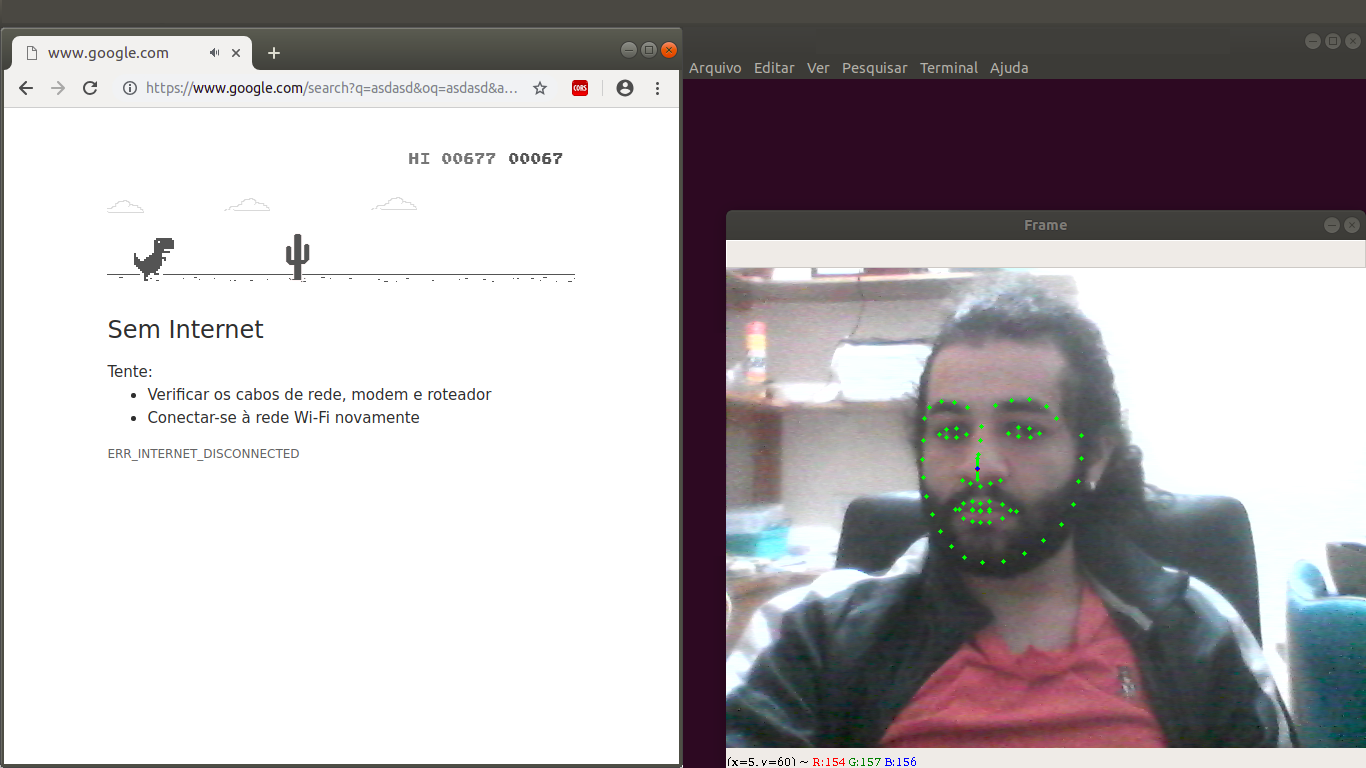 www.google.com
https://www.google.com/search?q=asdasd&oq=asdasd&a...
CORS
HI 00677 00067
Sem Internet
Tente:
• Verificar os cabos de rede, modem e roteador
• Conectar-se à rede Wi-Fi novamente
ERR_INTERNET_DISCONNECTED
Arquivo Editar Ver Pesquisar Terminal Ajuda
Frame
(x=5, y=60) ~ R:154 G:157 B:156